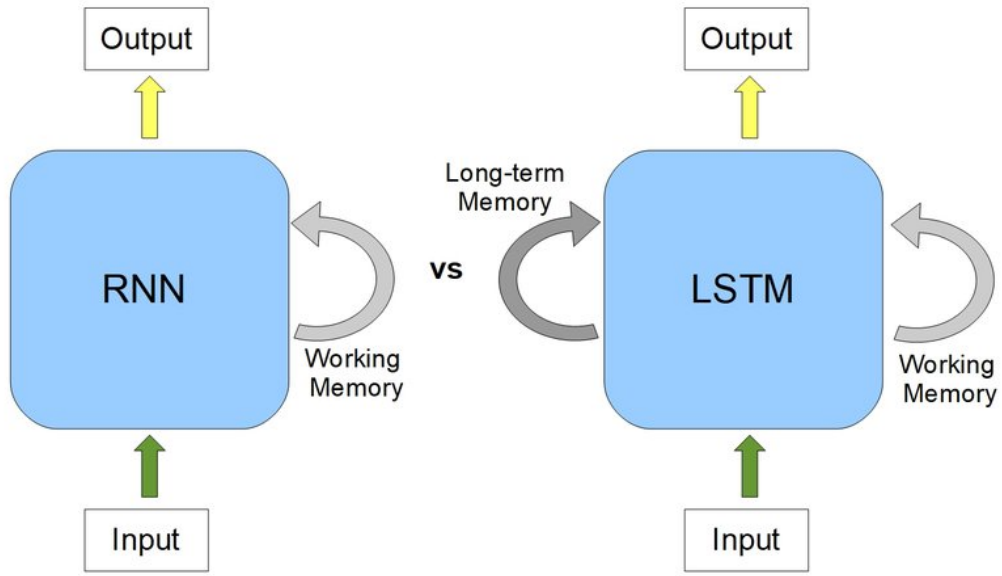 Output
RNN
Working
Memory
Input
vs
Output
Long-term
Memory
LSTM
Working
Memory
Input